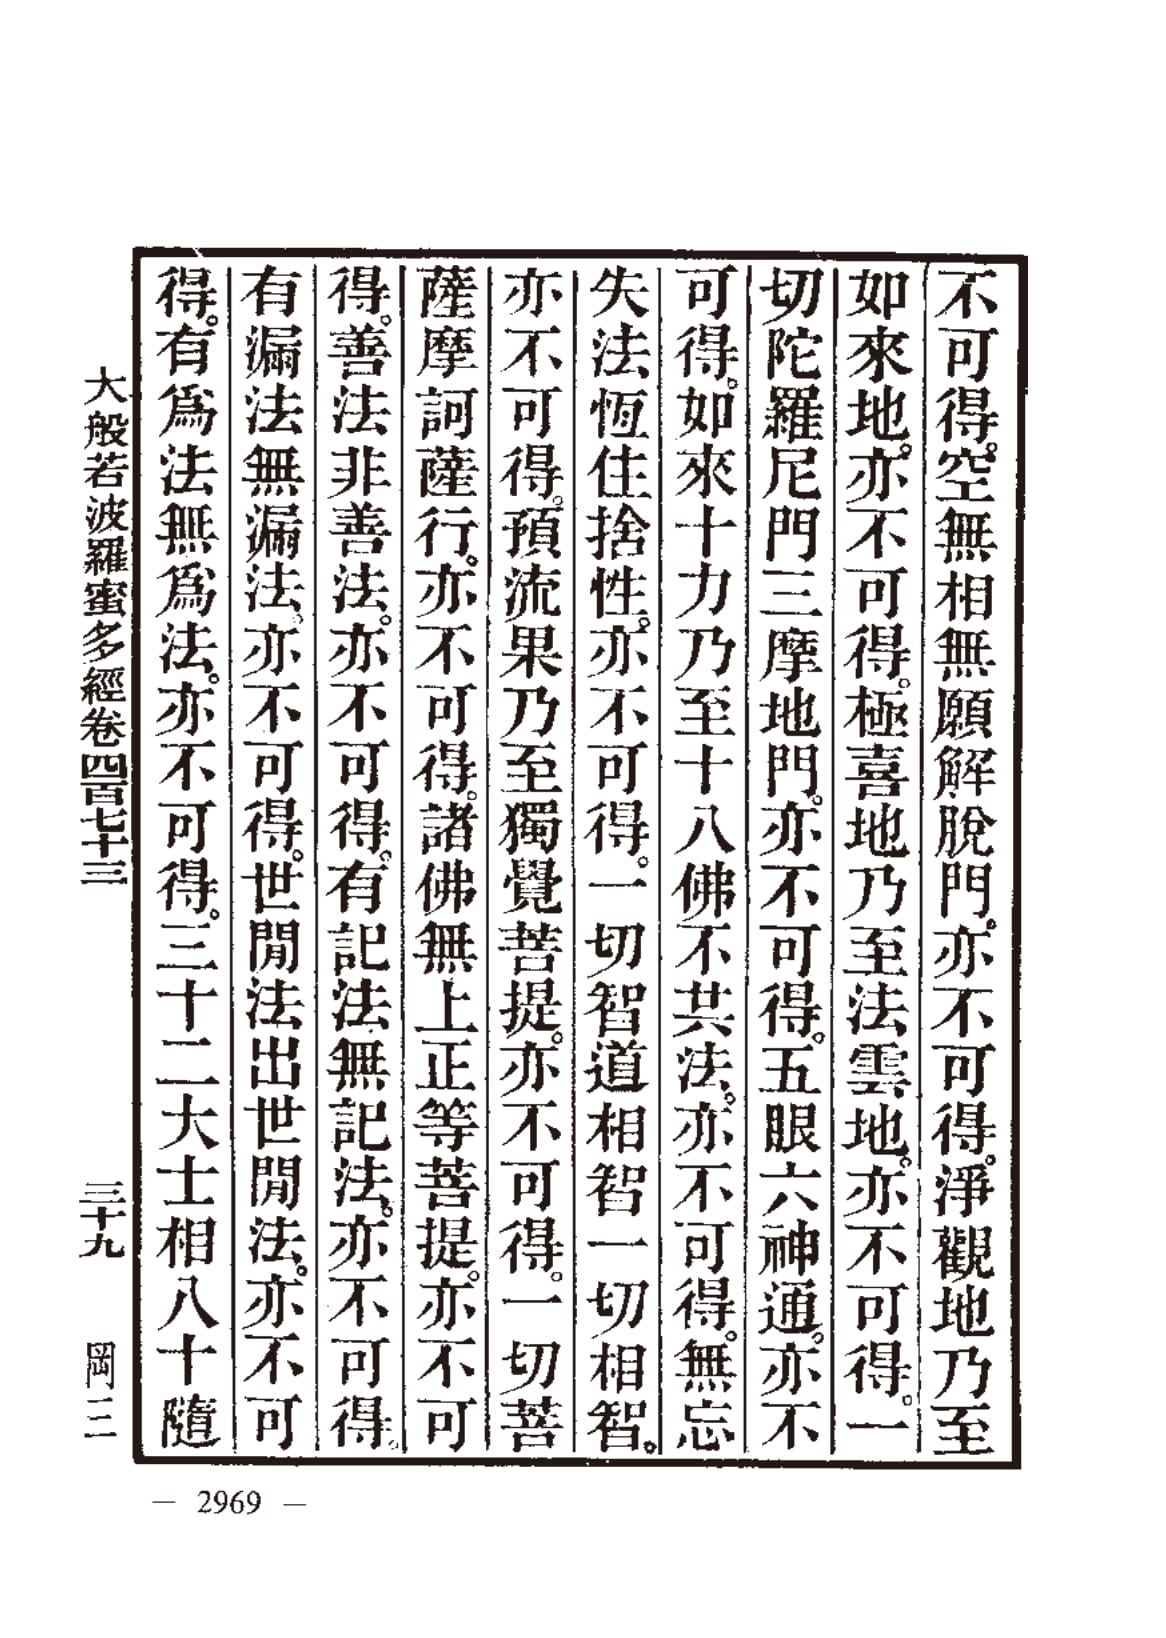 不可得。空無相無願解脫門。亦不可得。淨觀地乃至
如來地。亦不可得。極喜地乃至法雲地。亦不可得。一
切陀羅尼門三摩地門。亦不可得。五眼六神通。亦不
可得。如來十力乃至十八佛不共法。亦不可得。無忘
失法恆住捨性。亦不可得。一切智道相智一切相智。
亦不可得。預流果乃至獨覺菩提。亦不可得。一切菩
薩摩訶薩行。亦不可得。諸佛無上正等菩提。亦不可
得。善法非善法。亦不可得。有記法無記法。亦不可得。
有漏法無漏法。亦不可得。世閒法出世閒法。亦不可
得。有爲法無爲法。亦不可得。三十二大士相八十隨
大般若波羅蜜多經卷四百七十三 三十九 岡三
— 2969 —